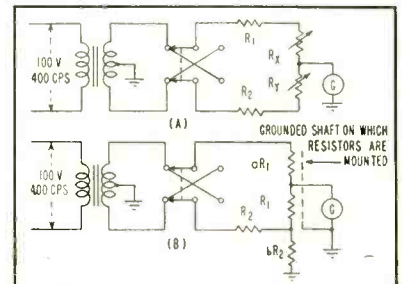 100 V
400 CPS
R1
RX
RY
R2
G
(A)
GROUNDED SHAFT ON WHICH
RESISTORS ARE
MOUNTED
100 V
400 CPS
aR1
R1
R2
G
bR2
(B)